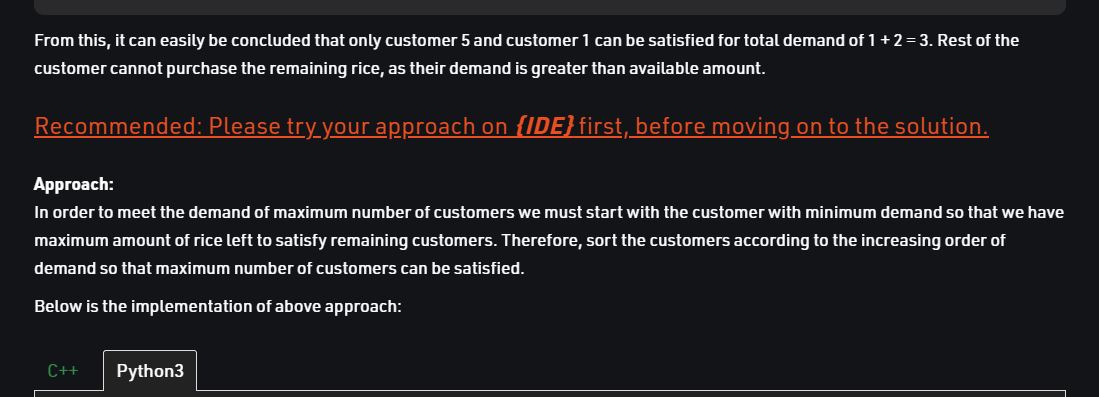 From this, it can easily be concluded that only customer 5 and customer 1 can be satisfied for total demand of 1 + 2 = 3. Rest of the
customer cannot purchase the remaining rice, as their demand is greater than available amount.
Recommended: Please try your approach on {IDE} first, before moving on to the solution.
Approach:
In order to meet the demand of maximum number of customers we must start with the customer with minimum demand so that we have
maximum amount of rice left to satisfy remaining customers. Therefore, sort the customers according to the increasing order of
demand so that maximum number of customers can be satisfied.
Below is the implementation of above approach:
C++ Python3